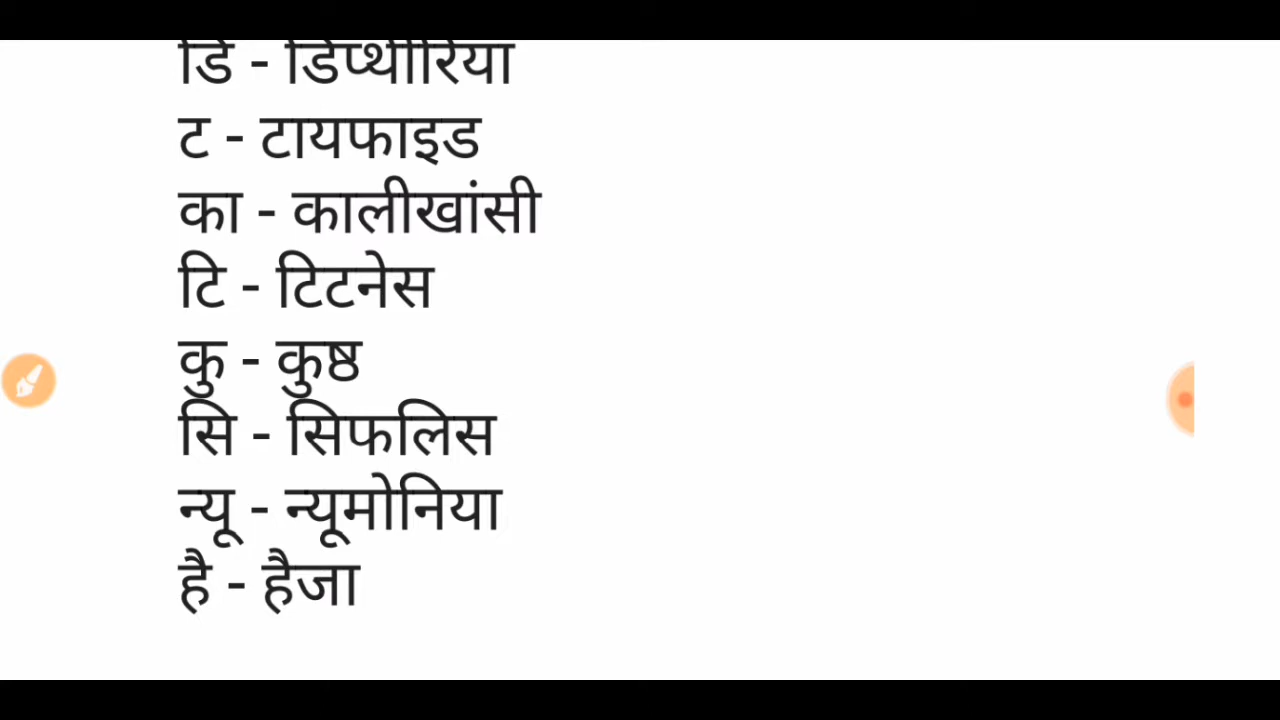 डि - डिप्थीरिया
ट - टायफाइड
का - कालीखांसी
टि - टिटनेस
कु - कुष्ठ
सि - सिफलिस
न्यू - न्यूमोनिया
है - हैजा